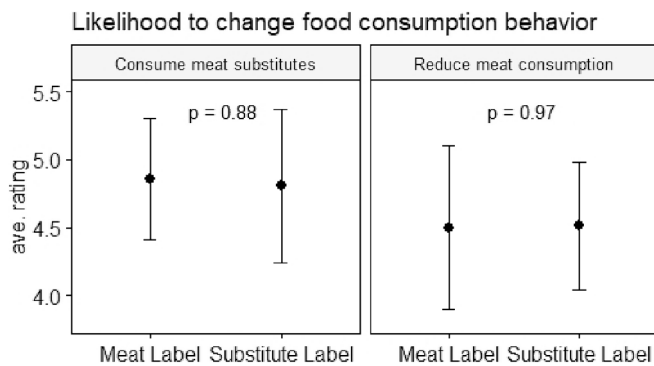 Likelihood to change food consumption behavior
Consume meat substitutes
Reduce meat consumption
ave. rating
5.5
5.0
4.5
4.0
p = 0.88
p = 0.97
Meat Label Substitute Label
Meat Label Substitute Label